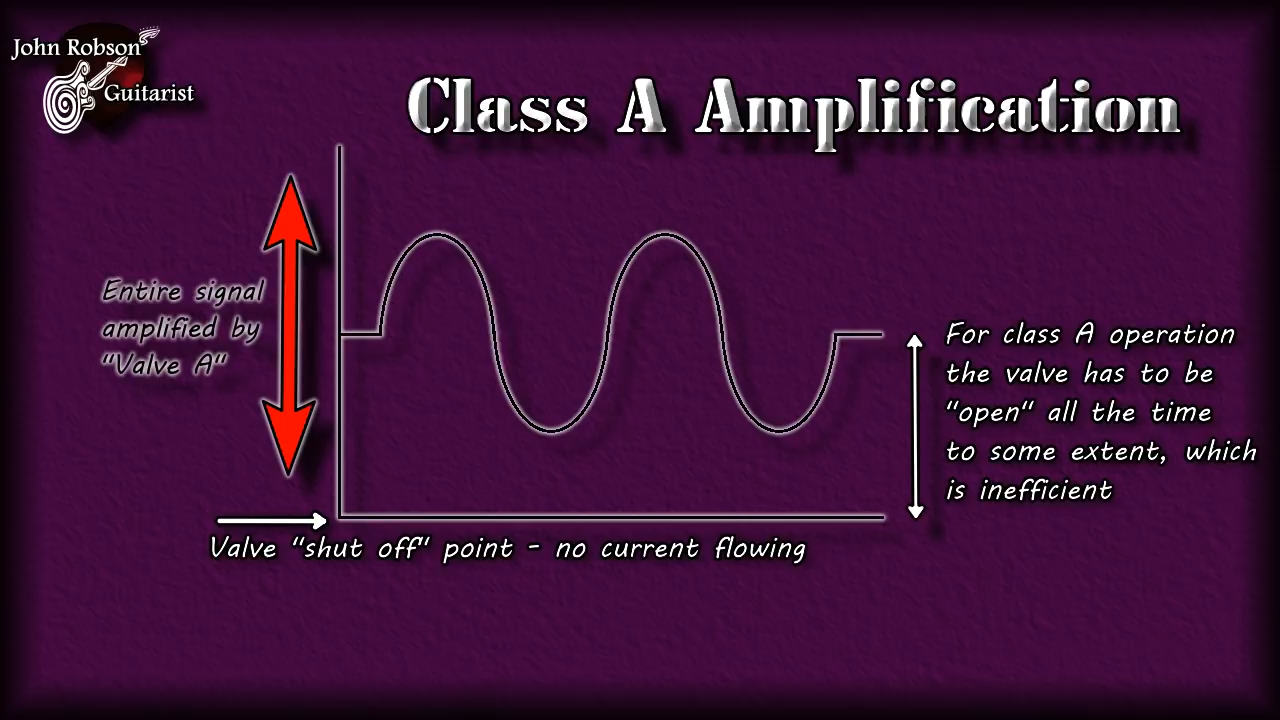 John Robson
Guitarist
Class A Amplification
Entire signal
amplified by
"Valve A"
For class A operation
the valve has to be
"open" all the time
to some extent, which
is inefficient
Valve "shut off" point - no current flowing